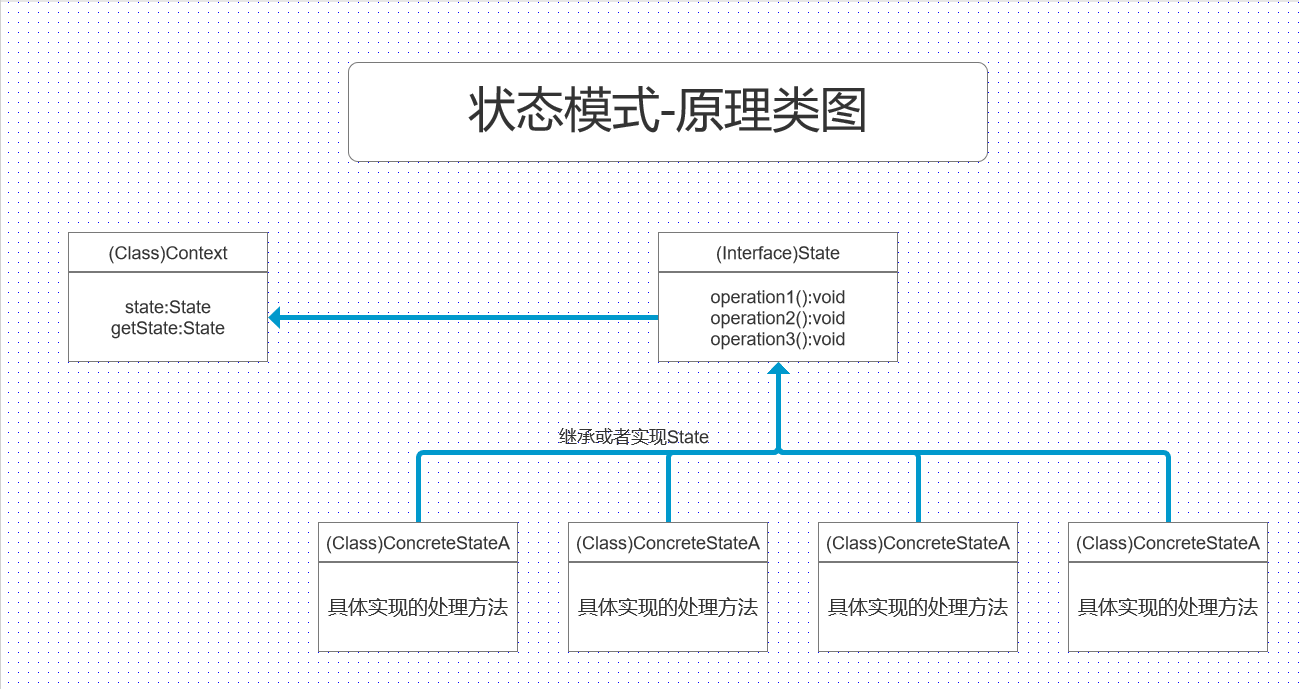 状态模式-原理类图
(Class)Context
state:State
getState:State
(Interface)State
operation1():void
operation2():void
operation3():void
继承或者实现State
(Class)ConcreteStateA
具体实现的处理方法
(Class)ConcreteStateA
具体实现的处理方法
(Class)ConcreteStateA
具体实现的处理方法
(Class)ConcreteStateA
具体实现的处理方法